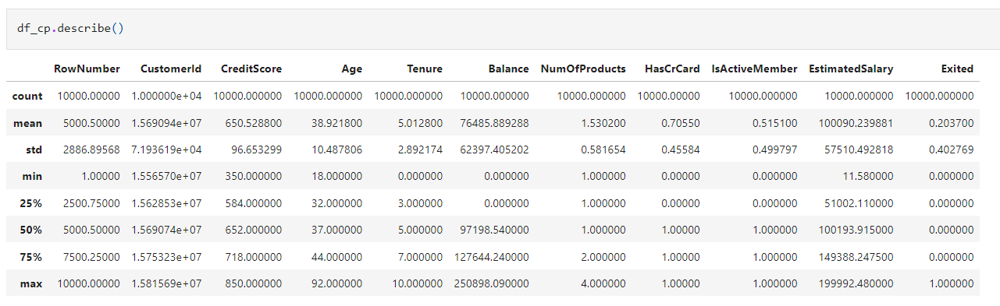 df_cp.describe()
RowNumber CustomerId CreditScore Age Tenure Balance NumOfProducts HasCrCard IsActiveMember EstimatedSalary Exited
count 10000.00000 1.000000e+04 10000.000000 10000.000000 10000.000000 10000.000000 10000.000000 10000.00000 10000.000000 10000.000000 10000.000000
mean 5000.50000 1.569094e+07 650.528800 38.921800 5.012800 76485.889288 1.530200 0.70550 0.515100 100090.239881 0.203700
std 2886.89568 7.193619e+04 96.653299 10.487806 2.892174 62397.405202 0.581654 0.45584 0.499797 57510.492818 0.402769
min 1.00000 1.556570e+07 350.000000 18.000000 0.000000 0.000000 1.000000 0.00000 0.000000 11.580000 0.000000
25% 2500.75000 1.562853e+07 584.000000 32.000000 3.000000 0.000000 1.000000 0.00000 0.000000 51002.110000 0.000000
50% 5000.50000 1.569074e+07 652.000000 37.000000 5.000000 97198.540000 1.000000 1.00000 1.000000 100193.915000 0.000000
75% 7500.25000 1.575323e+07 718.000000 44.000000 7.000000 127644.240000 2.000000 1.00000 1.000000 149388.247500 0.000000
max 10000.00000 1.581569e+07 850.000000 92.000000 10.000000 250898.090000 4.000000 1.00000 1.000000 199992.480000 1.000000